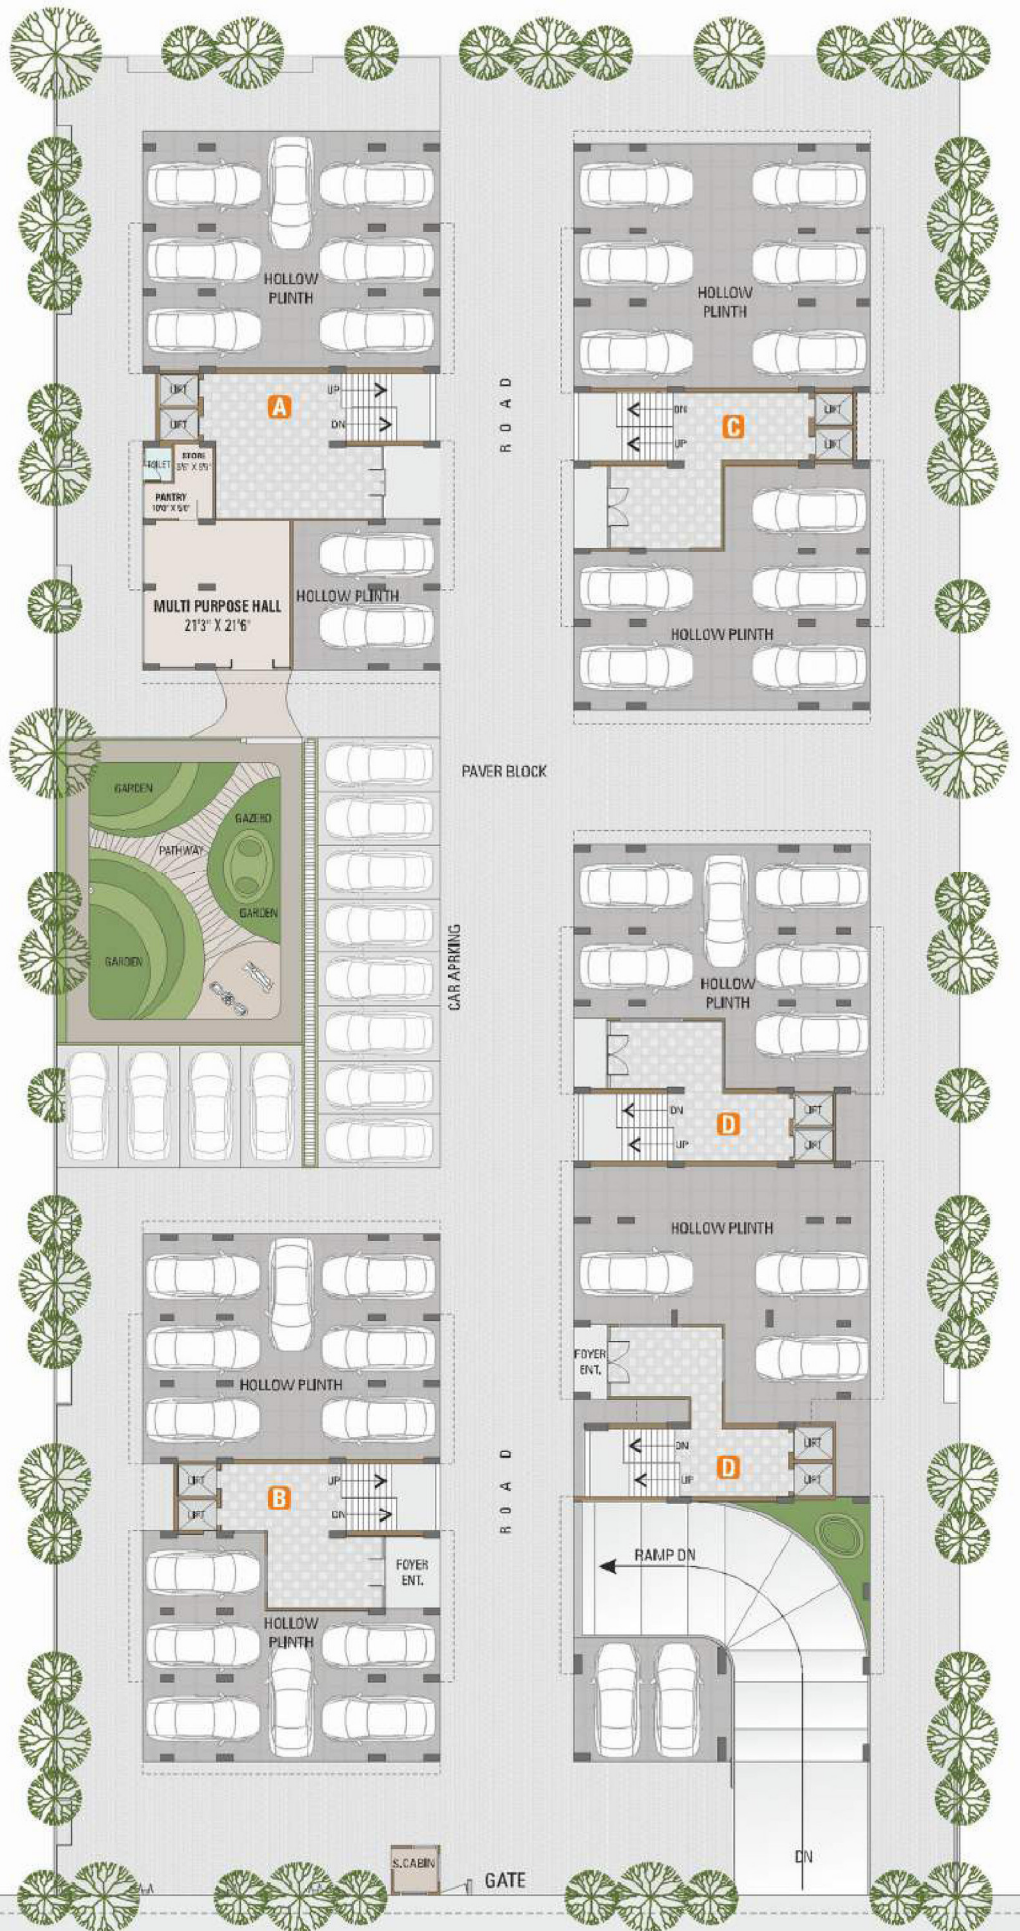 HOLLOW
PLINTH
HOLLOW
PLINTH
LIFT
LIFT
A
UP
DN
ROAD
DN
UP
C
LIFT
LIFT
TOILET
STORE
PANTRY
MULTI PURPOSE HALL
21'3" X 21'6"
HOLLOW PLINTH
HOLLOW PLINTH
PAVER BLOCK
GARDEN
GAZEBO
PATHWAY
GARDEN
GARDEN
CAR APRKING
HOLLOW
PLINTH
DN
UP
D
LIFT
LIFT
HOLLOW PLINTH
HOLLOW PLINTH
FOYER
ENT.
ROAD
LIFT
LIFT
B
UP
DN
DN
UP
D
LIFT
LIFT
FOYER
ENT.
RAMP DN
HOLLOW
PLINTH
DN
S.CABIN
GATE